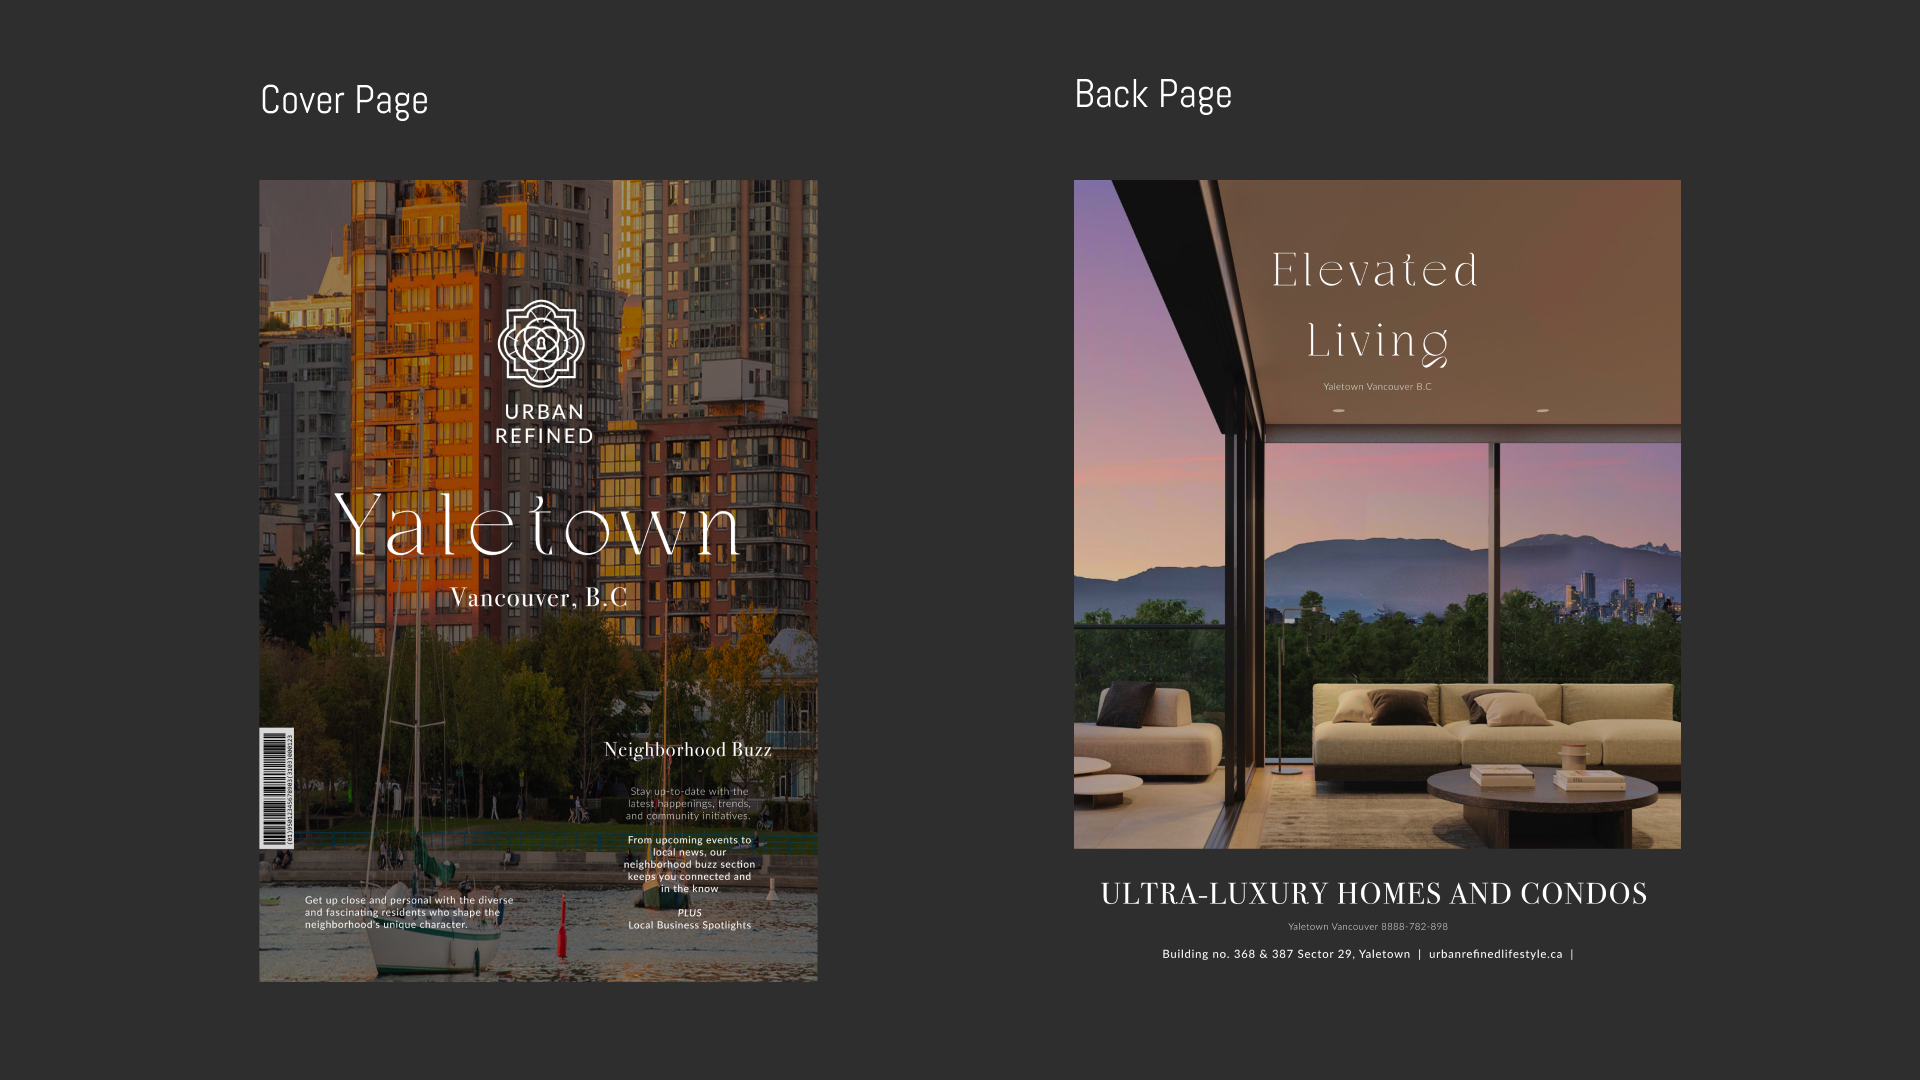 Cover Page
URBAN
REFINED
Yaletown
Vancouver, B.C
Neighborhood Buzz
Stay up-to-date with the
latest happenings, trends,
and community initiatives.
From upcoming events to
local news, our
neighborhood buzz section
keeps you connected and
in the know
PLUS
Local Business Spotlights
Get up close and personal with the diverse
and fascinating residents who shape the
neighborhood's unique character.
Back Page
Elevated
Living
Yaletown Vancouver B.C
ULTRA-LUXURY HOMES AND CONDOS
Yaletown Vancouver 8888-782-898
Building no. 368 & 387 Sector 29, Yaletown | urbanrefinedlifestyle.ca |